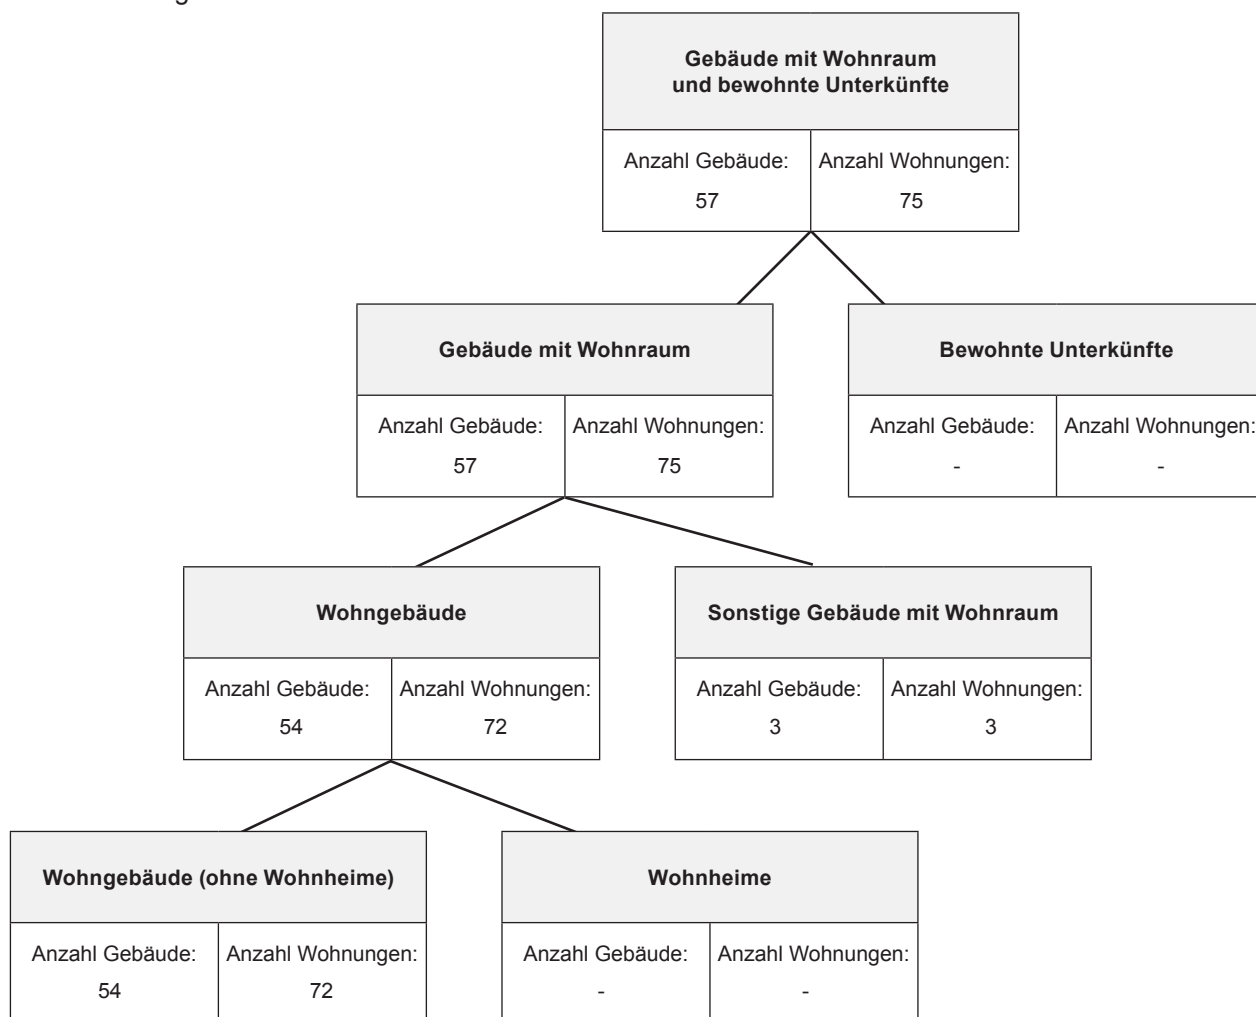 Gebäude mit Wohnraum
und bewohnte Unterkünfte
Anzahl Gebäude: Anzahl Wohnungen:
57 75
Gebäude mit Wohnraum
Anzahl Gebäude: Anzahl Wohnungen:
57 75
Bewohnte Unterkünfte
Anzahl Gebäude: Anzahl Wohnungen:
- -
Wohngebäude
Anzahl Gebäude: Anzahl Wohnungen:
54 72
Sonstige Gebäude mit Wohnraum
Anzahl Gebäude: Anzahl Wohnungen:
3 3
Wohngebäude (ohne Wohnheime)
Anzahl Gebäude: Anzahl Wohnungen:
54 72
Wohnheime
Anzahl Gebäude: Anzahl Wohnungen:
- -